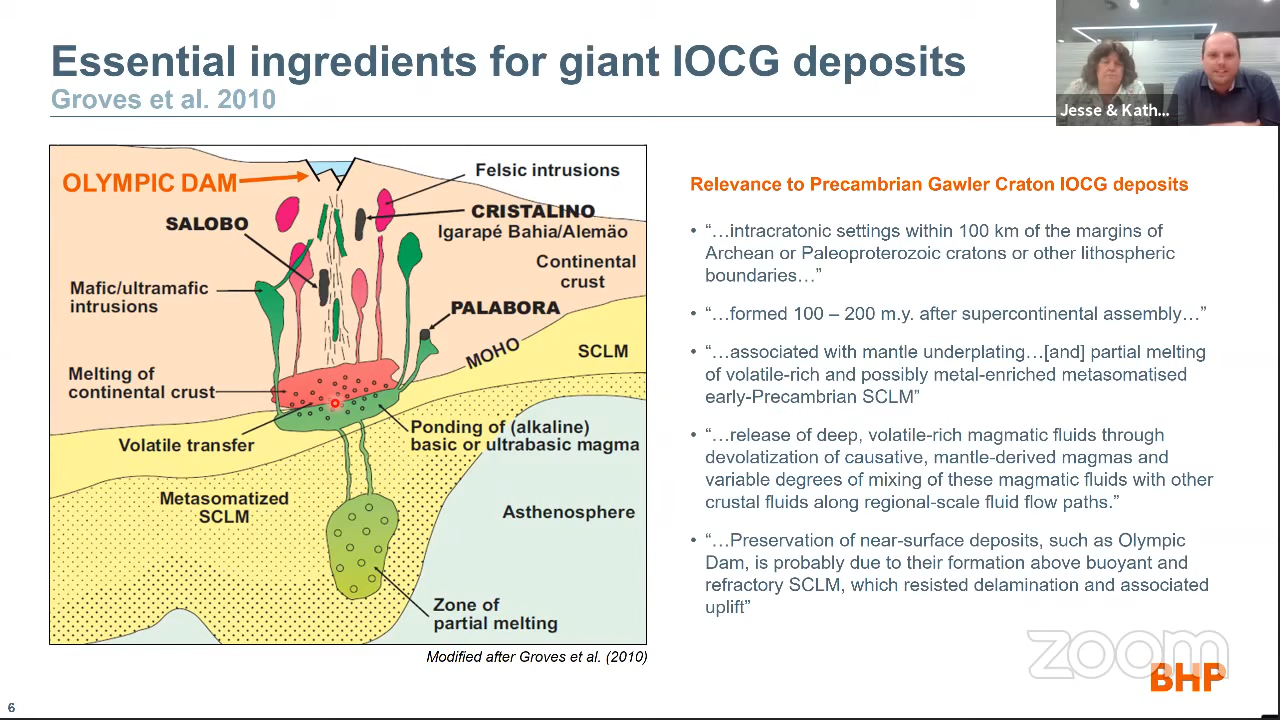 Essential ingredients for giant IOCG deposits
Groves et al. 2010
Jesse & Kath...
OLYMPIC DAM
Felsic intrusions
SALOBO
CRISTALINO
Igarapé Bahia/Alemäo
Continental
crust
Mafic/ultramafic
intrusions
PALABORA
MOHO
SCLM
Melting of
continental crust
Volatile transfer
Ponding of (alkaline)
basic or ultrabasic magma
Metasomatized
SCLM
Asthenosphere
Zone of
partial melting
Modified after Groves et al. (2010)
Relevance to Precambrian Gawler Craton IOCG deposits
• “…intracratonic settings within 100 km of the margins of
Archean or Paleoproterozoic cratons or other lithospheric
boundaries…”
• “…formed 100 – 200 m.y. after supercontinental assembly…”
• “…associated with mantle underplating…[and] partial melting
of volatile-rich and possibly metal-enriched metasomatised
early-Precambrian SCLM”
• “…release of deep, volatile-rich magmatic fluids through
devolatization of causative, mantle-derived magmas and
variable degrees of mixing of these magmatic fluids with other
crustal fluids along regional-scale fluid flow paths.”
• “…Preservation of near-surface deposits, such as Olympic
Dam, is probably due to their formation above buoyant and
refractory SCLM, which resisted delamination and associated
uplift”
zoom
BHP
6